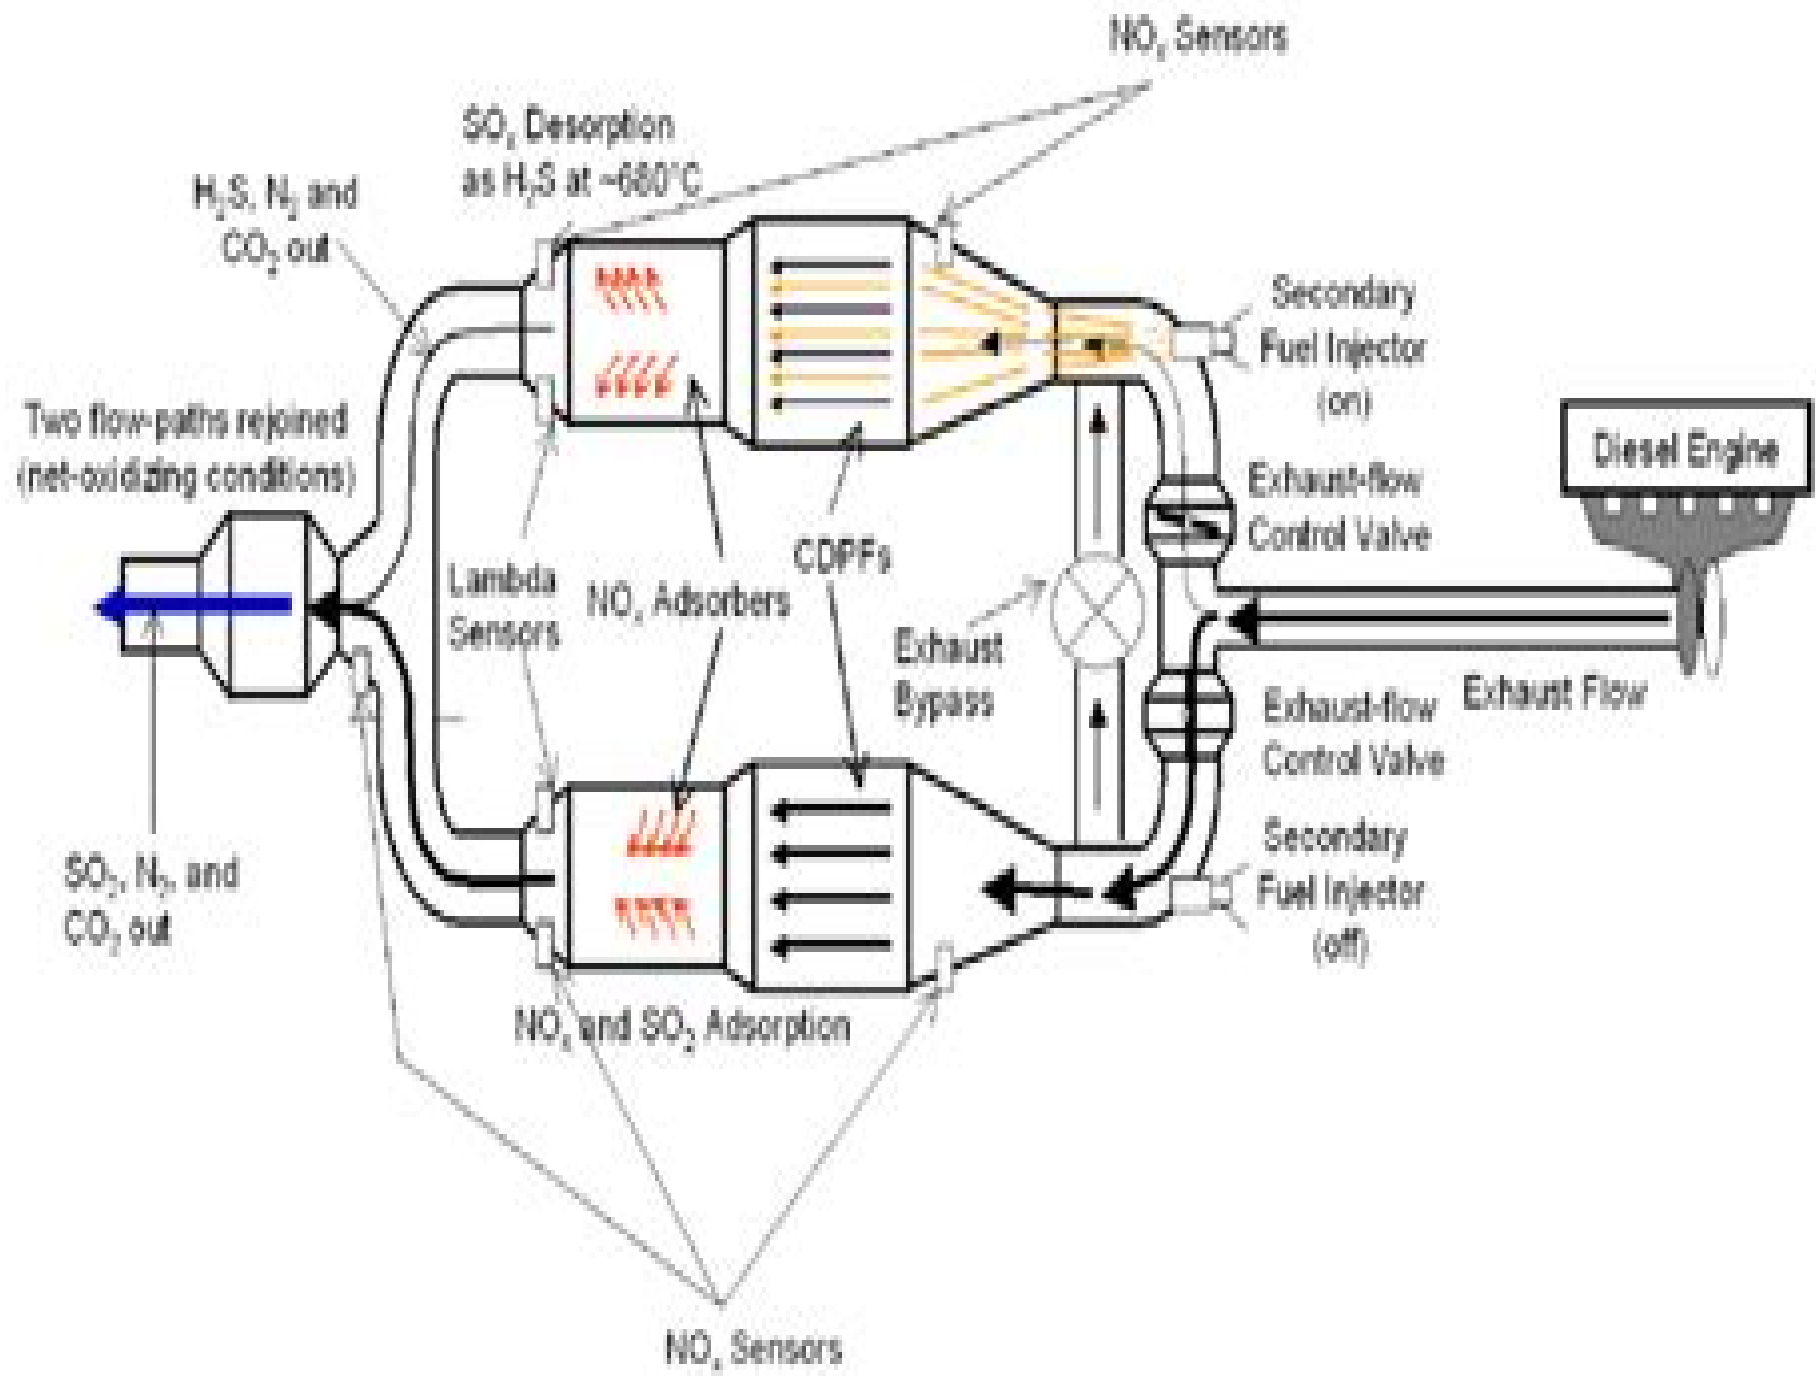 NOx Sensors
SOx Desorption
as H2S at ~680°C
H2S, N2 and
CO2 out
Secondary
Fuel Injector
(on)
Two flow-paths rejoined
(net-oxidizing conditions)
Diesel Engine
Exhaust-flow
Control Valve
Lambda
Sensors
NOx Adsorbers
CDPFs
Exhaust
Bypass
Exhaust Flow
Exhaust-flow
Control Valve
SO2, N2, and
CO2 out
Secondary
Fuel Injector
(off)
NOx and SO2 Adsorption
NOx Sensors